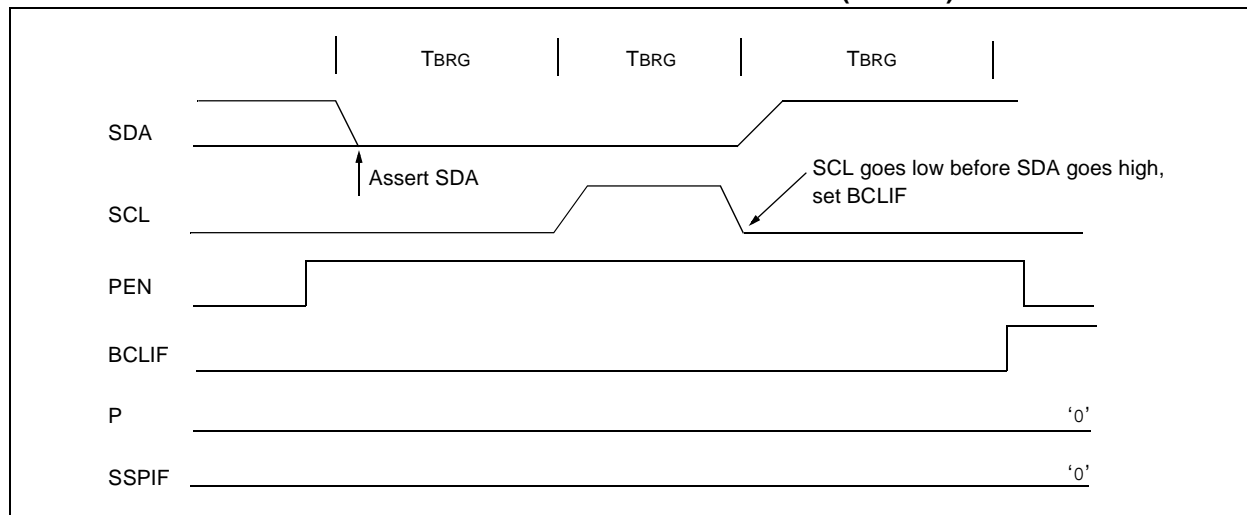 TBRG TBRG TBRG
SDA
Assert SDA
SCL goes low before SDA goes high,
set BCLIF
SCL
PEN
BCLIF
P '0'
SSPIF '0'